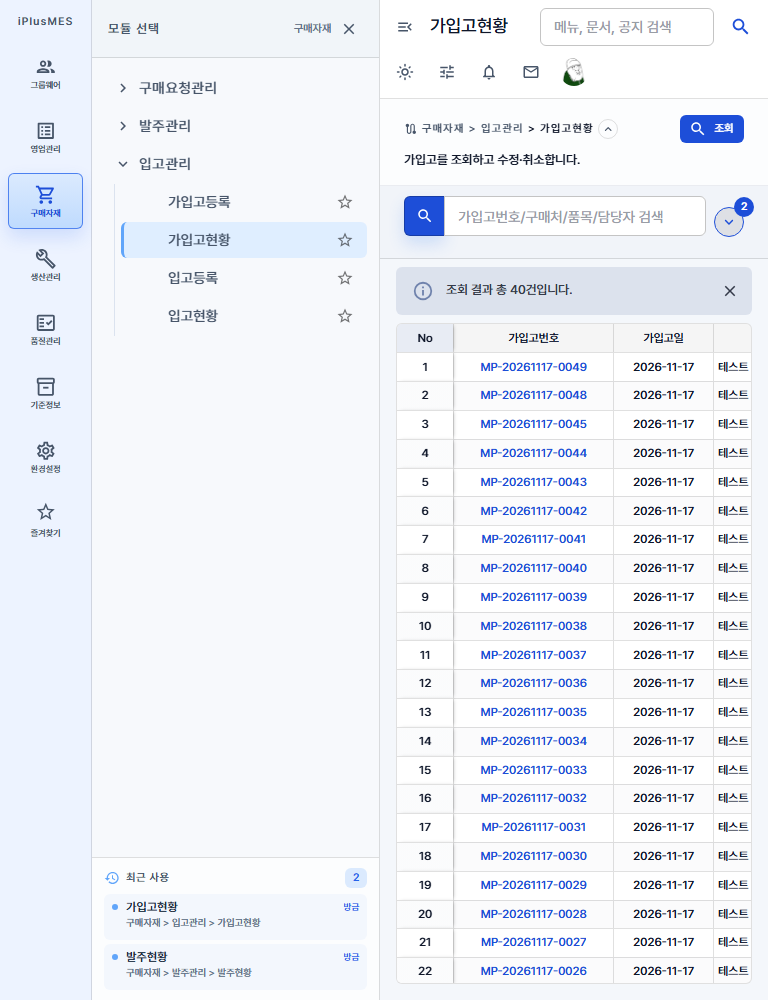 iPlusMES
그룹웨어
영업관리
구매자재
생산관리
품질관리
기준정보
환경설정
즐겨찾기
모듈 선택
구매자재
구매요청관리
발주관리
입고관리
가입고등록
가입고현황
입고등록
입고현황
최근 사용
2
가입고현황
방금
구매자재 > 입고관리 > 가입고현황
발주현황
방금
구매자재 > 발주관리 > 발주현황
가입고현황
메뉴, 문서, 공지 검색
구매자재 > 입고관리 > 가입고현황
조회
가입고를 조회하고 수정·취소합니다.
가입고번호/구매처/품목/담당자 검색
2
조회 결과 총 40건입니다.
No 가입고번호 가입고일
1 MP-20261117-0049 2026-11-17 테스트
2 MP-20261117-0048 2026-11-17 테스트
3 MP-20261117-0045 2026-11-17 테스트
4 MP-20261117-0044 2026-11-17 테스트
5 MP-20261117-0043 2026-11-17 테스트
6 MP-20261117-0042 2026-11-17 테스트
7 MP-20261117-0041 2026-11-17 테스트
8 MP-20261117-0040 2026-11-17 테스트
9 MP-20261117-0039 2026-11-17 테스트
10 MP-20261117-0038 2026-11-17 테스트
11 MP-20261117-0037 2026-11-17 테스트
12 MP-20261117-0036 2026-11-17 테스트
13 MP-20261117-0035 2026-11-17 테스트
14 MP-20261117-0034 2026-11-17 테스트
15 MP-20261117-0033 2026-11-17 테스트
16 MP-20261117-0032 2026-11-17 테스트
17 MP-20261117-0031 2026-11-17 테스트
18 MP-20261117-0030 2026-11-17 테스트
19 MP-20261117-0029 2026-11-17 테스트
20 MP-20261117-0028 2026-11-17 테스트
21 MP-20261117-0027 2026-11-17 테스트
22 MP-20261117-0026 2026-11-17 테스트